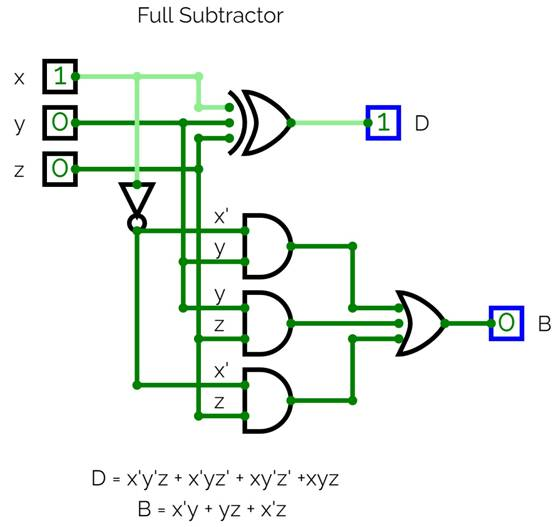 Full Subtractor
x 1
y 0
z 0
1 D
x'
y
y
z
x'
z
0 B
D = x'y'z + x'yz' + xy'z' +xyz
B = x'y + yz + x'z